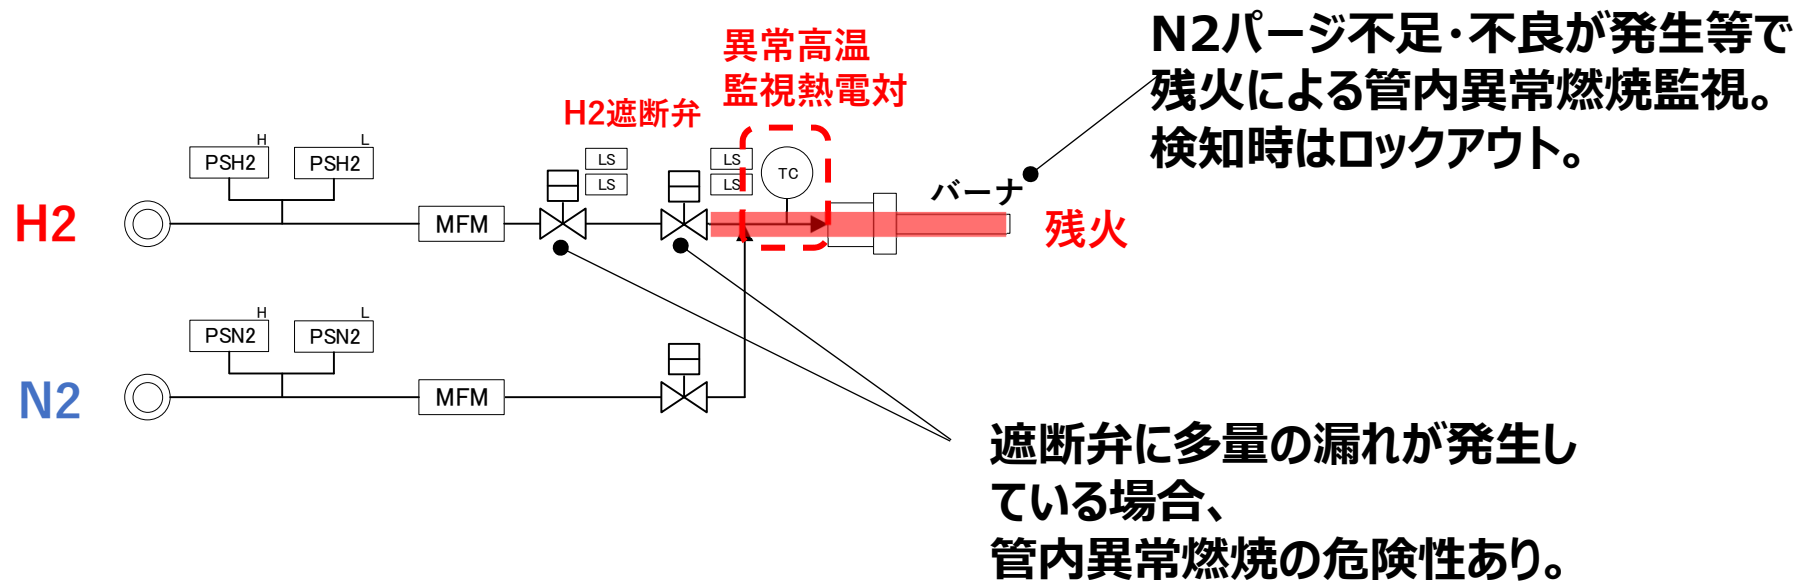 N2パージ不足・不良が発生等で
残火による管内異常燃焼監視。
検知時はロックアウト。
異常高温
監視熱電対
H2遮断弁
H
L
PSH2
PSH2
LS
LS
LS
LS
TC
バーナ
H2
MFM
残火
H
L
PSN2
PSN2
N2
MFM
遮断弁に多量の漏れが発生し
ている場合、
管内異常燃焼の危険性あり。